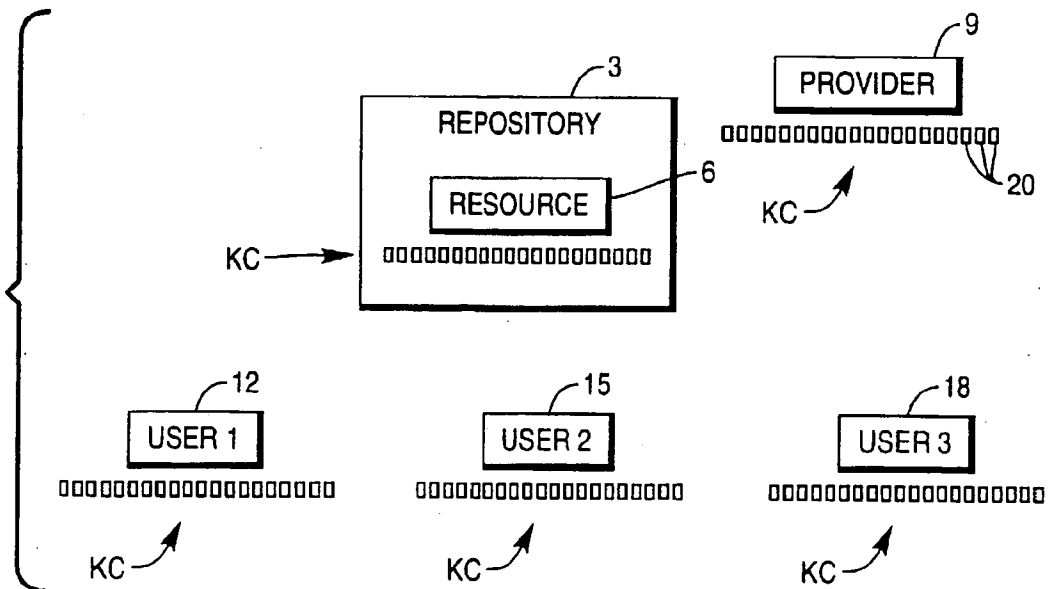 9
PROVIDER
3
REPOSITORY
6
RESOURCE
20
KC
KC
12
USER 1
15
USER 2
18
USER 3
KC
KC
KC